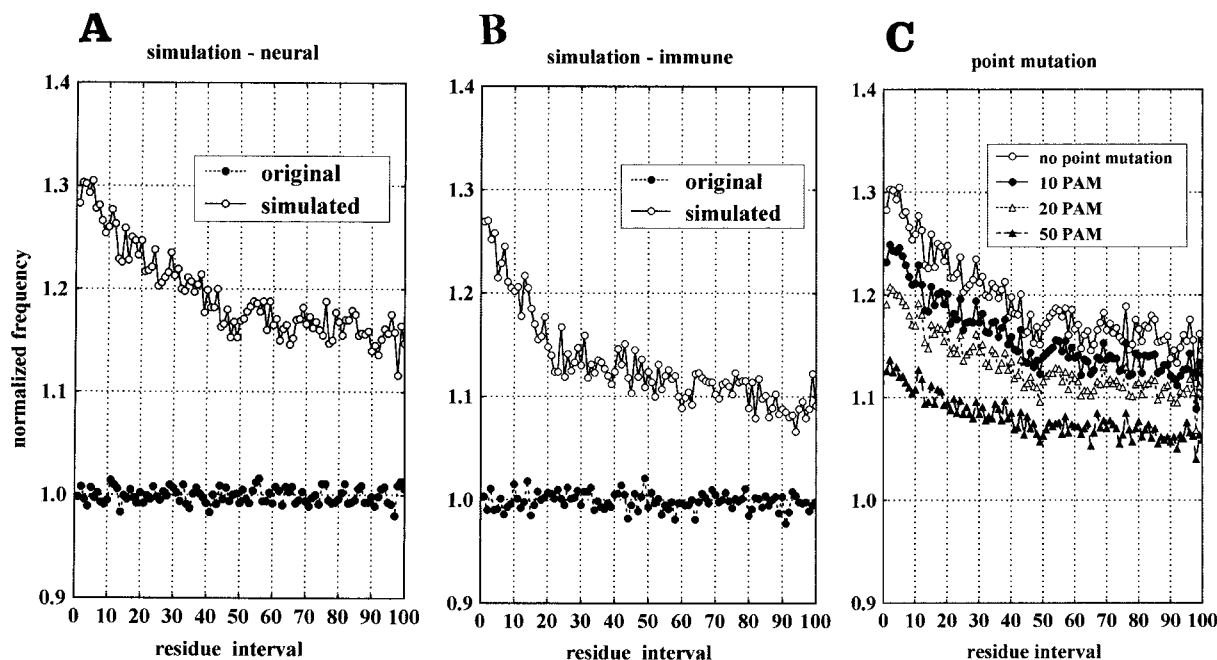 A
simulation - neural
1.4
1.3
1.2
1.1
1.0
0.9
normalized frequency
original
simulated
0 10 20 30 40 50 60 70 80 90 100
residue interval
B
simulation - immune
1.4
1.3
1.2
1.1
1.0
0.9
original
simulated
0 10 20 30 40 50 60 70 80 90 100
residue interval
C
point mutation
1.4
1.3
1.2
1.1
1.0
0.9
no point mutation
10 PAM
20 PAM
50 PAM
0 10 20 30 40 50 60 70 80 90 100
residue interval